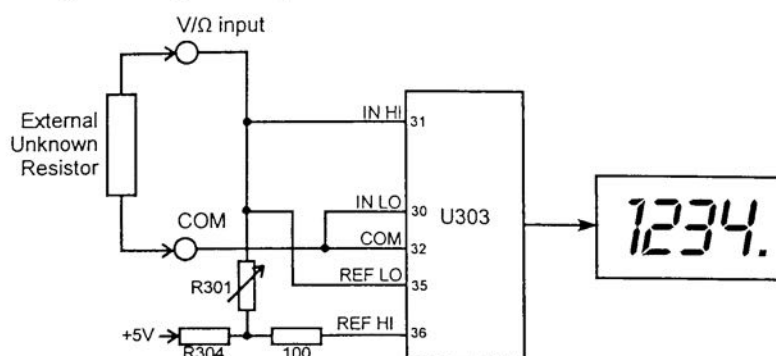 V/Ω input
External
Unknown
Resistor
IN HI
31
IN LO
30
COM
COM
32
U303
1234.
REF LO
35
R301
REF HI
36
+5V
R304
100